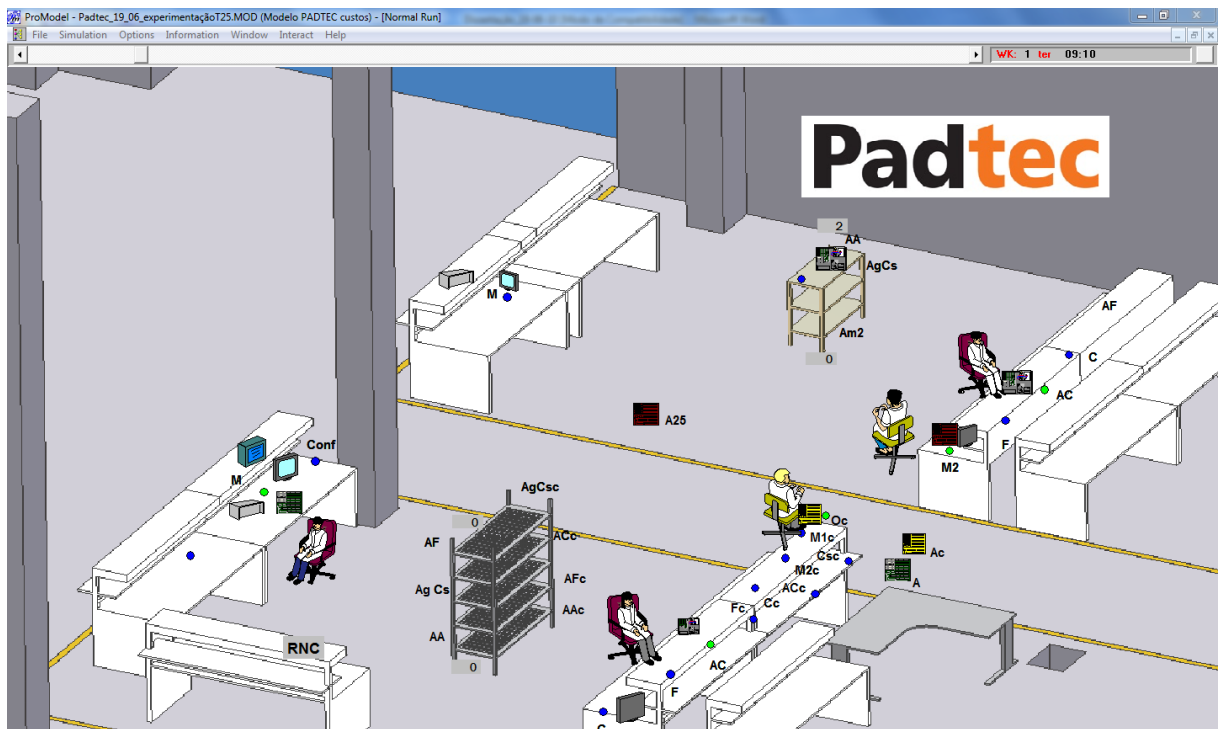 ProModel - Padtec_19_06_experimentaçãoT25.MOD (Modelo PADTEC custos) - [Normal Run]
File Simulation Options Information Window Interact Help
WK: 1 ter 09:10
Padtec
2
AA
AgCs
M
Am2
0
AF
C
AC
F
M2
A25
Conf
M
AgCsc
0
AF
ACc
Ag Cs
AFc
AA
AAc
0
RNC
Oc
M1c
Csc
M2c
ACc
Cc
Fc
Ac
A
AC
F
C